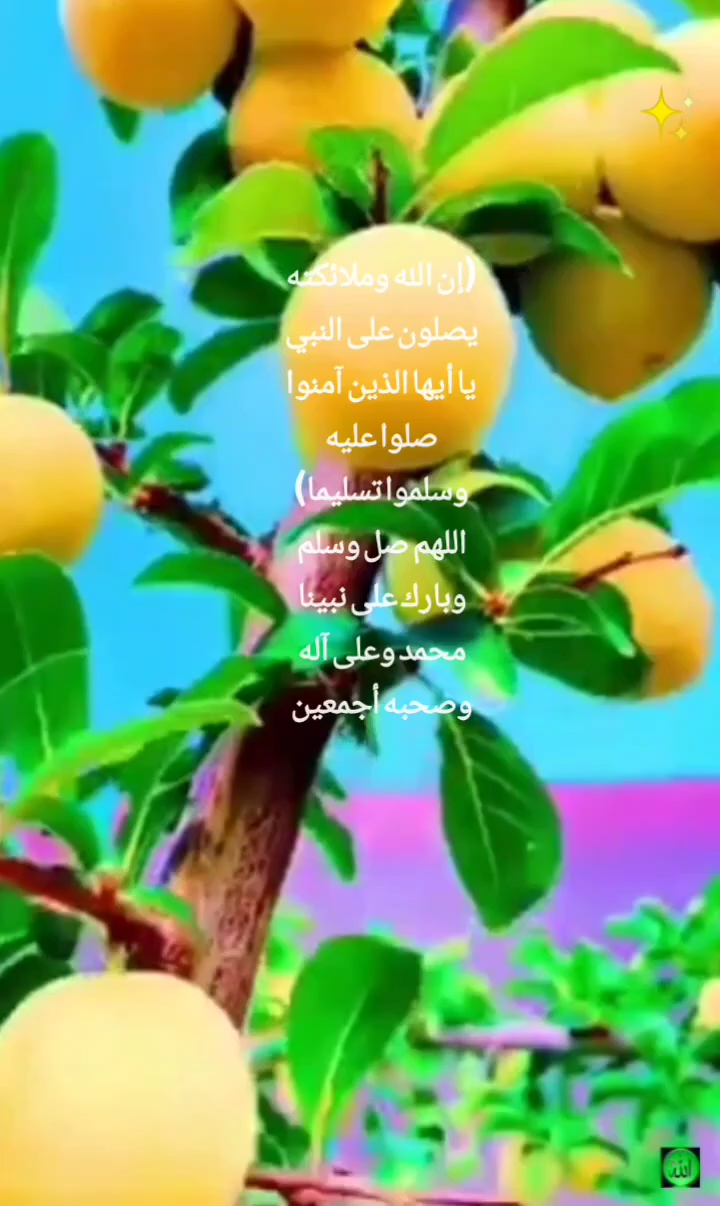 (إن الله وملائكته
يصلون على النبي
يا أيها الذين آمنوا
صلوا عليه
وسلموا تسليما)
اللهم صل وسلم
وبارك على نبينا
محمد وعلى آله
وصحبه أجمعين
الله